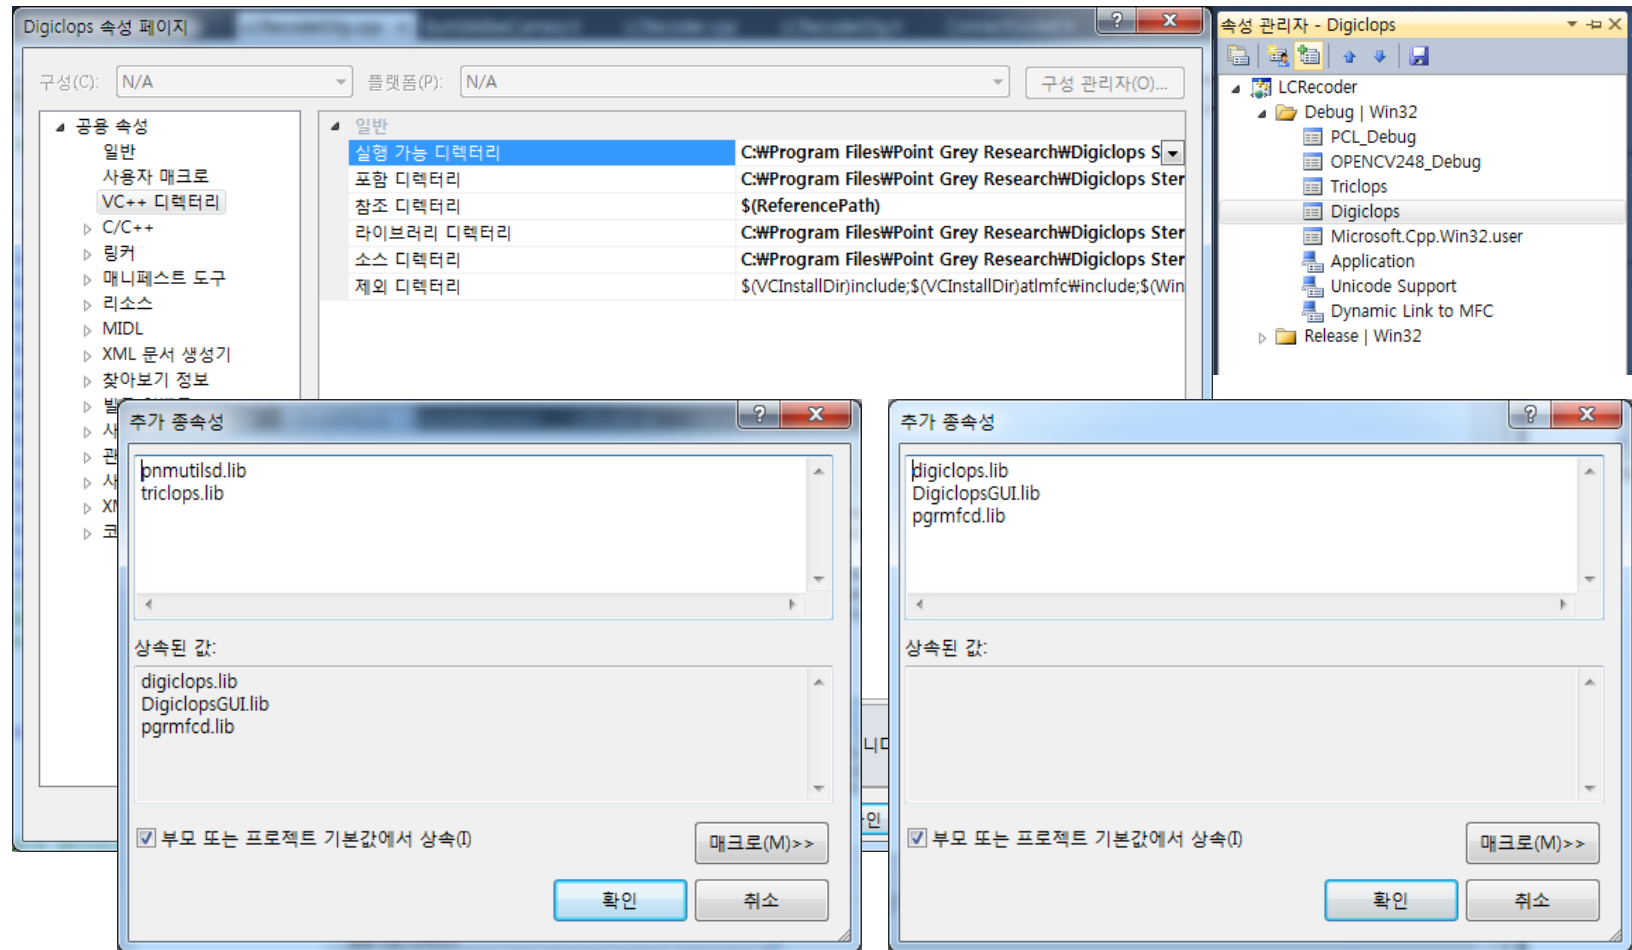 Digiclops 속성 페이지
구성(C): N/A 플랫폼(P): N/A 구성 관리자(O)...
공용 속성
일반
사용자 매크로
VC++ 디렉터리
C/C++
링커
매니페스트 도구
리소스
MIDL
XML 문서 생성기
찾아보기 정보
일반
실행 가능 디렉터리 C:₩Program Files₩Point Grey Research₩Digiclops S
포함 디렉터리 C:₩Program Files₩Point Grey Research₩Digiclops Ster
참조 디렉터리 $(ReferencePath)
라이브러리 디렉터리 C:₩Program Files₩Point Grey Research₩Digiclops Ster
소스 디렉터리 C:₩Program Files₩Point Grey Research₩Digiclops Ster
제외 디렉터리 $(VCInstallDir)include;$(VCInstallDir)atlmfc₩include;$(Win
속성 관리자 - Digiclops
LCRecoder
Debug | Win32
PCL_Debug
OPENCV248_Debug
Triclops
Digiclops
Microsoft.Cpp.Win32.user
Application
Unicode Support
Dynamic Link to MFC
Release | Win32
추가 종속성
pnmutilsd.lib
triclops.lib
상속된 값:
digiclops.lib
DigiclopsGUI.lib
pgrmfcd.lib
부모 또는 프로젝트 기본값에서 상속(I)
매크로(M)>>
확인 취소
추가 종속성
digiclops.lib
DigiclopsGUI.lib
pgrmfcd.lib
상속된 값:
부모 또는 프로젝트 기본값에서 상속(I)
매크로(M)>>
확인 취소